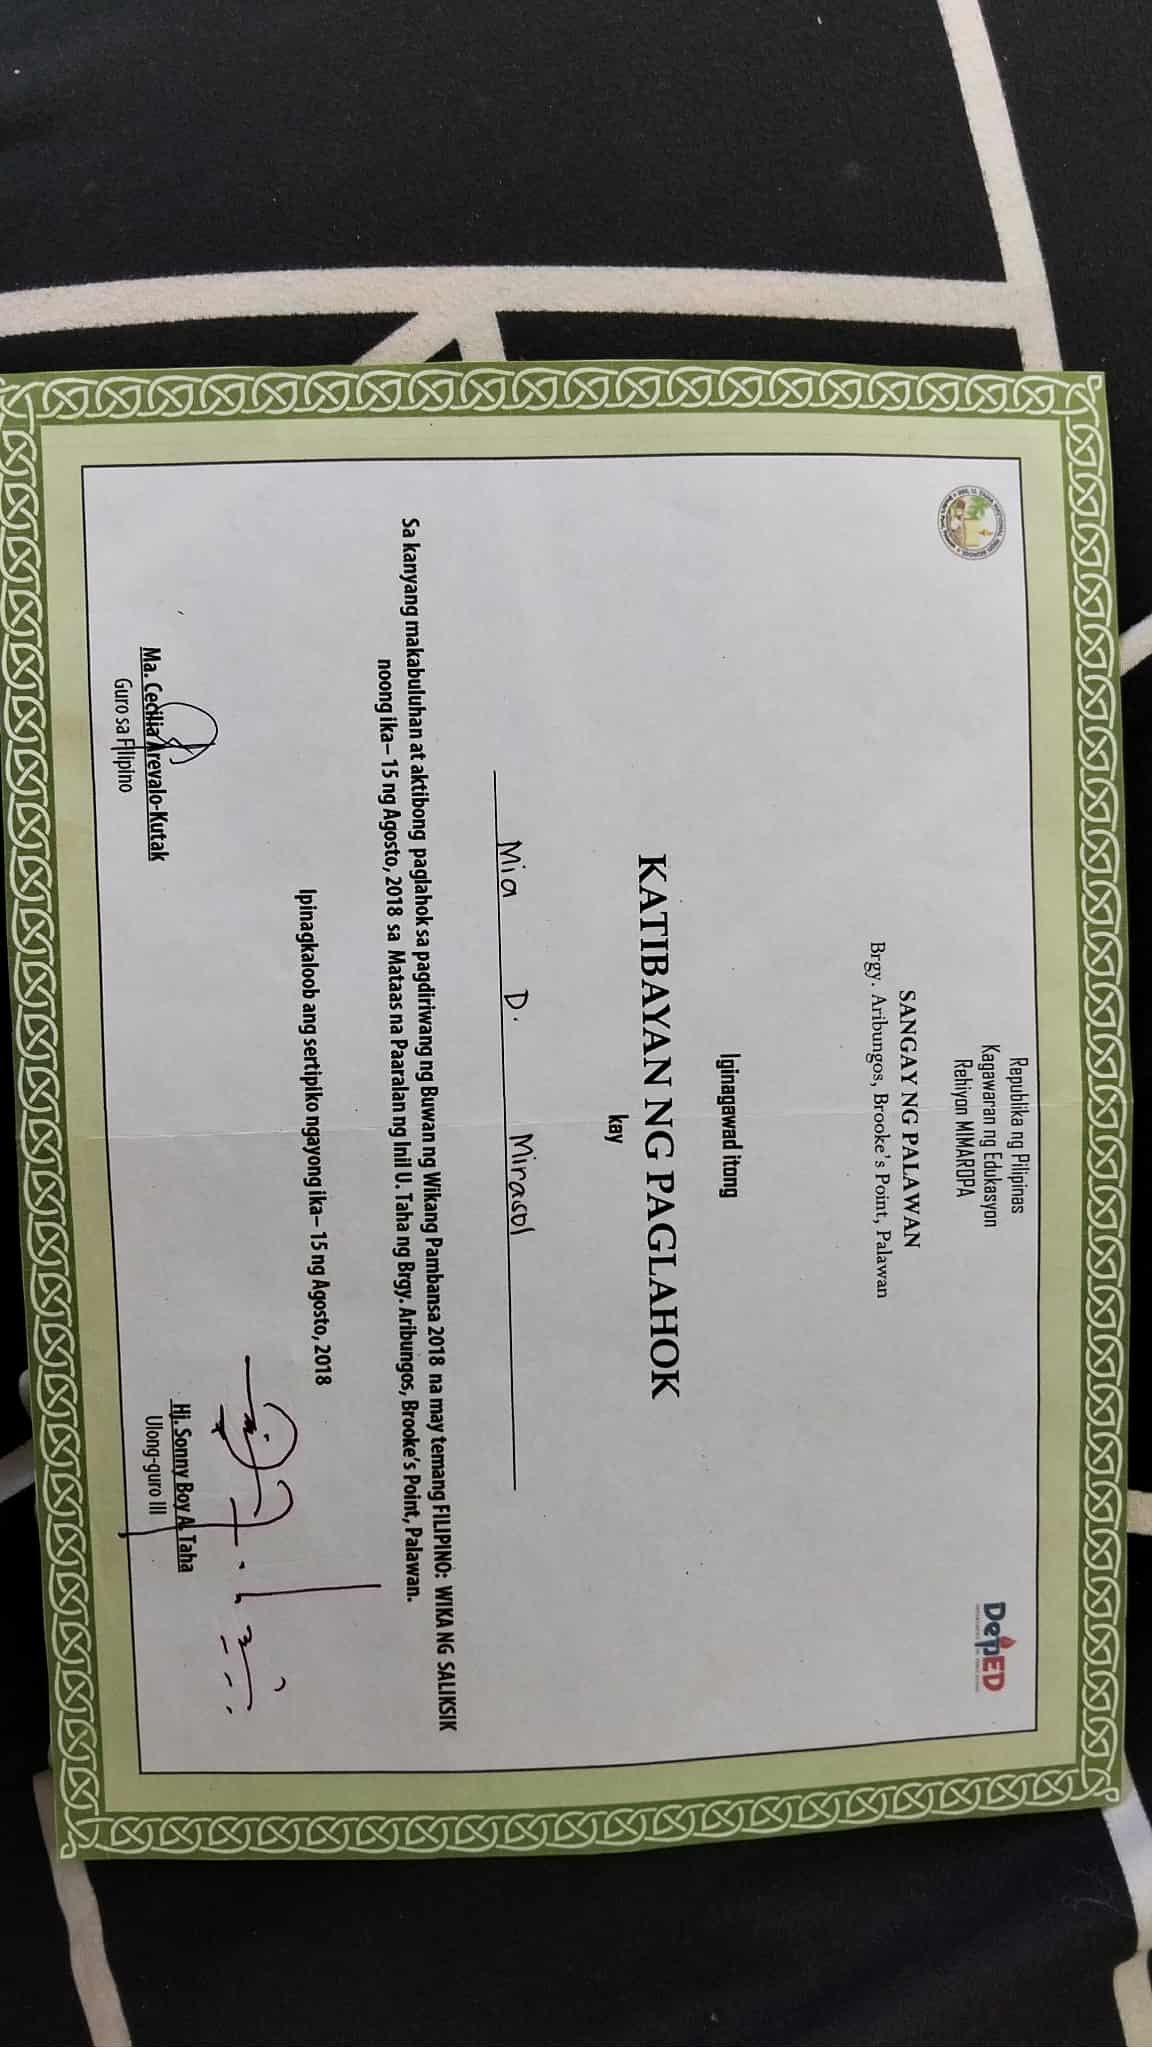 Republika ng Pilipinas
Kagawaran ng Edukasyon
Rehiyon MIMAROPA
DepED
DEPARTMENT OF EDUCATION
SANGAY NG PALAWAN
Brgy. Aribungos, Brooke's Point, Palawan
Iginagawad itong
KATIBAYAN NG PAGLAHOK
kay
Mia D. Mirasol
Sa kanyang makabuluhan at aktibong paglahok sa pagdiriwang ng Buwan ng Wikang Pambansa 2018 na may temang FILIPINO: WIKA NG SALIKSIK
noong ika– 15 ng Agosto, 2018 sa Mataas na Paaralan ng Inil U. Taha ng Brgy. Aribungos, Brooke's Point, Palawan.
Ipinagkaloob ang sertipiko ngayong ika– 15 ng Agosto, 2018
Ma. Cecilia Arevalo-Kutak
Guro sa Filipino
Hj. Sonny Boy A. Taha
Ulong-guro III